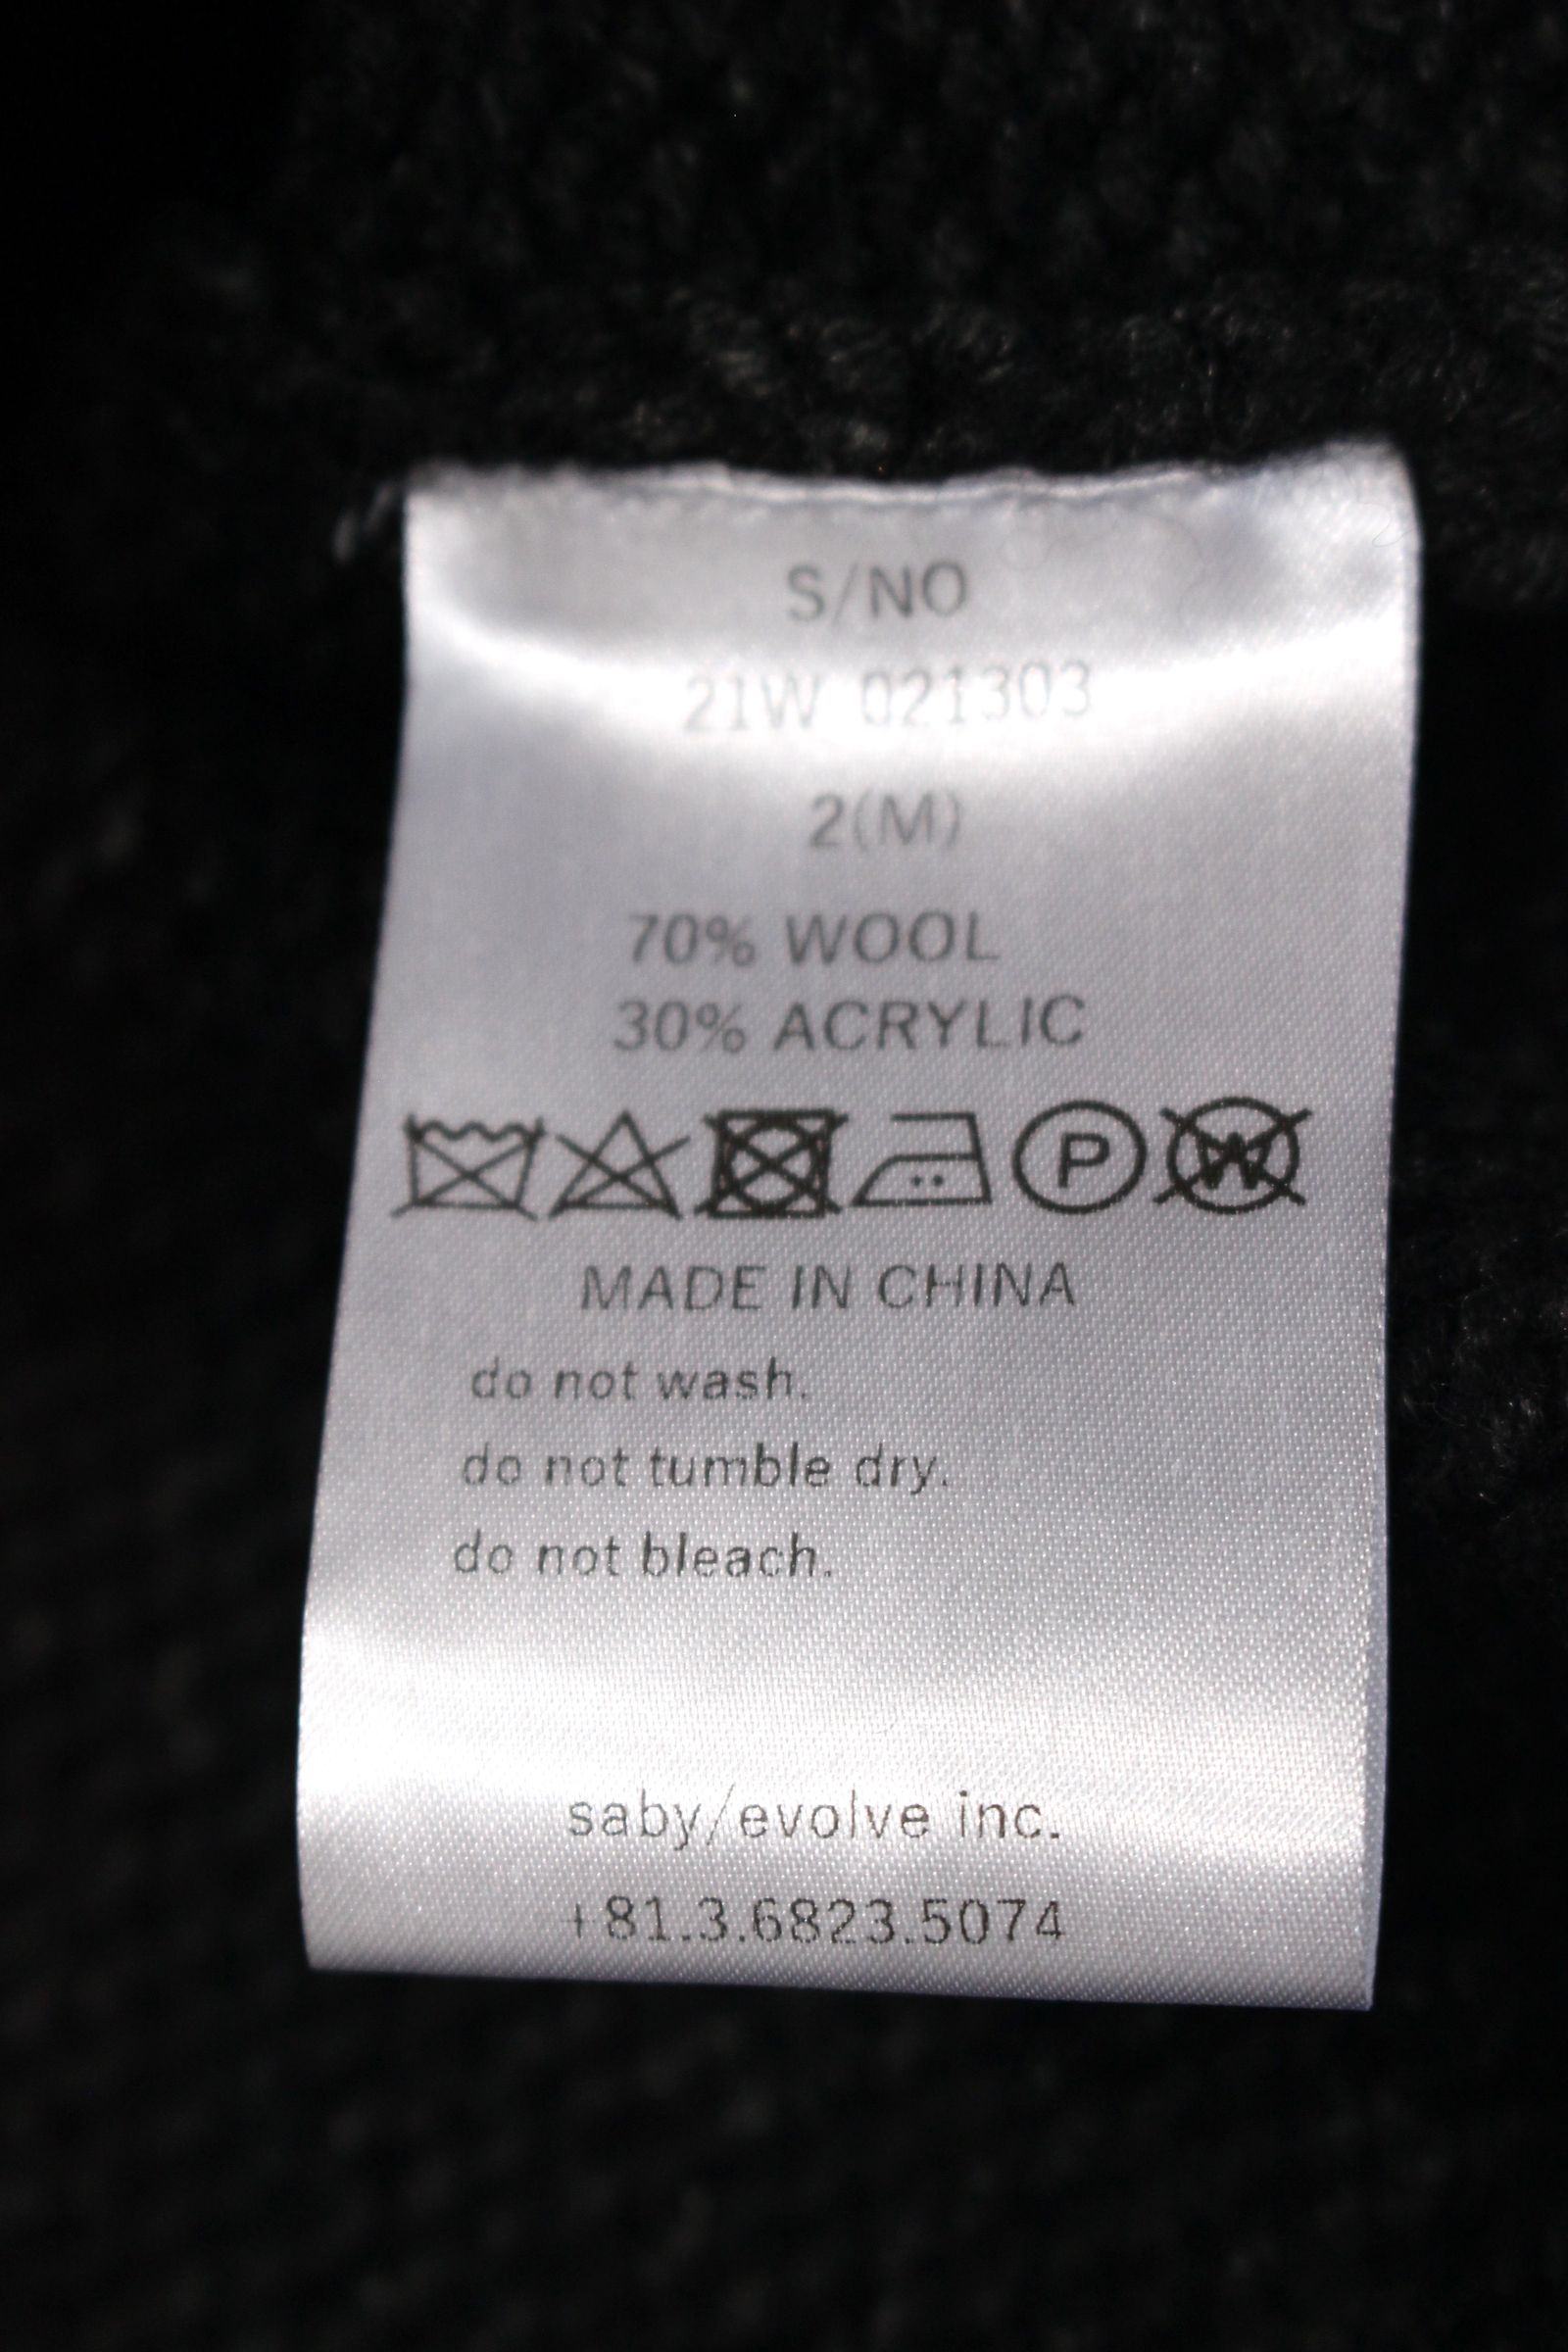 S/NO
21W 021303
2(M)
70% WOOL
30% ACRYLIC
P W
MADE IN CHINA
do not wash.
do not tumble dry.
do not bleach.
saby/evolve inc.
+81.3.6823.5074